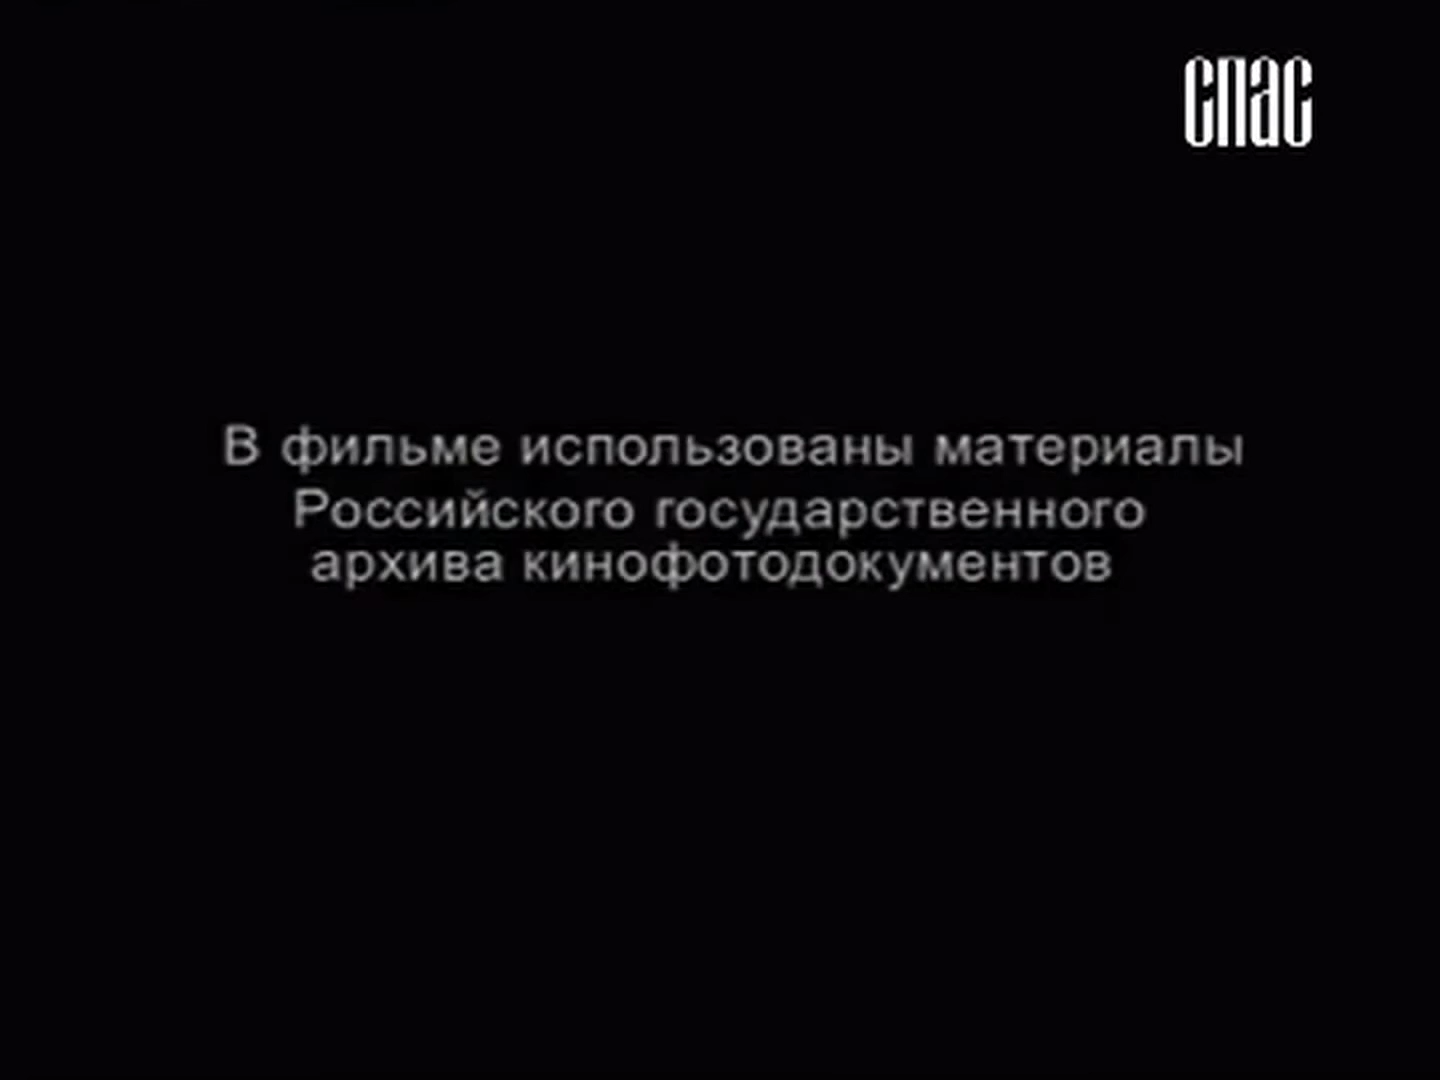 спас
В фильме использованы материалы
Российского государственного
архива кинофотодокументов